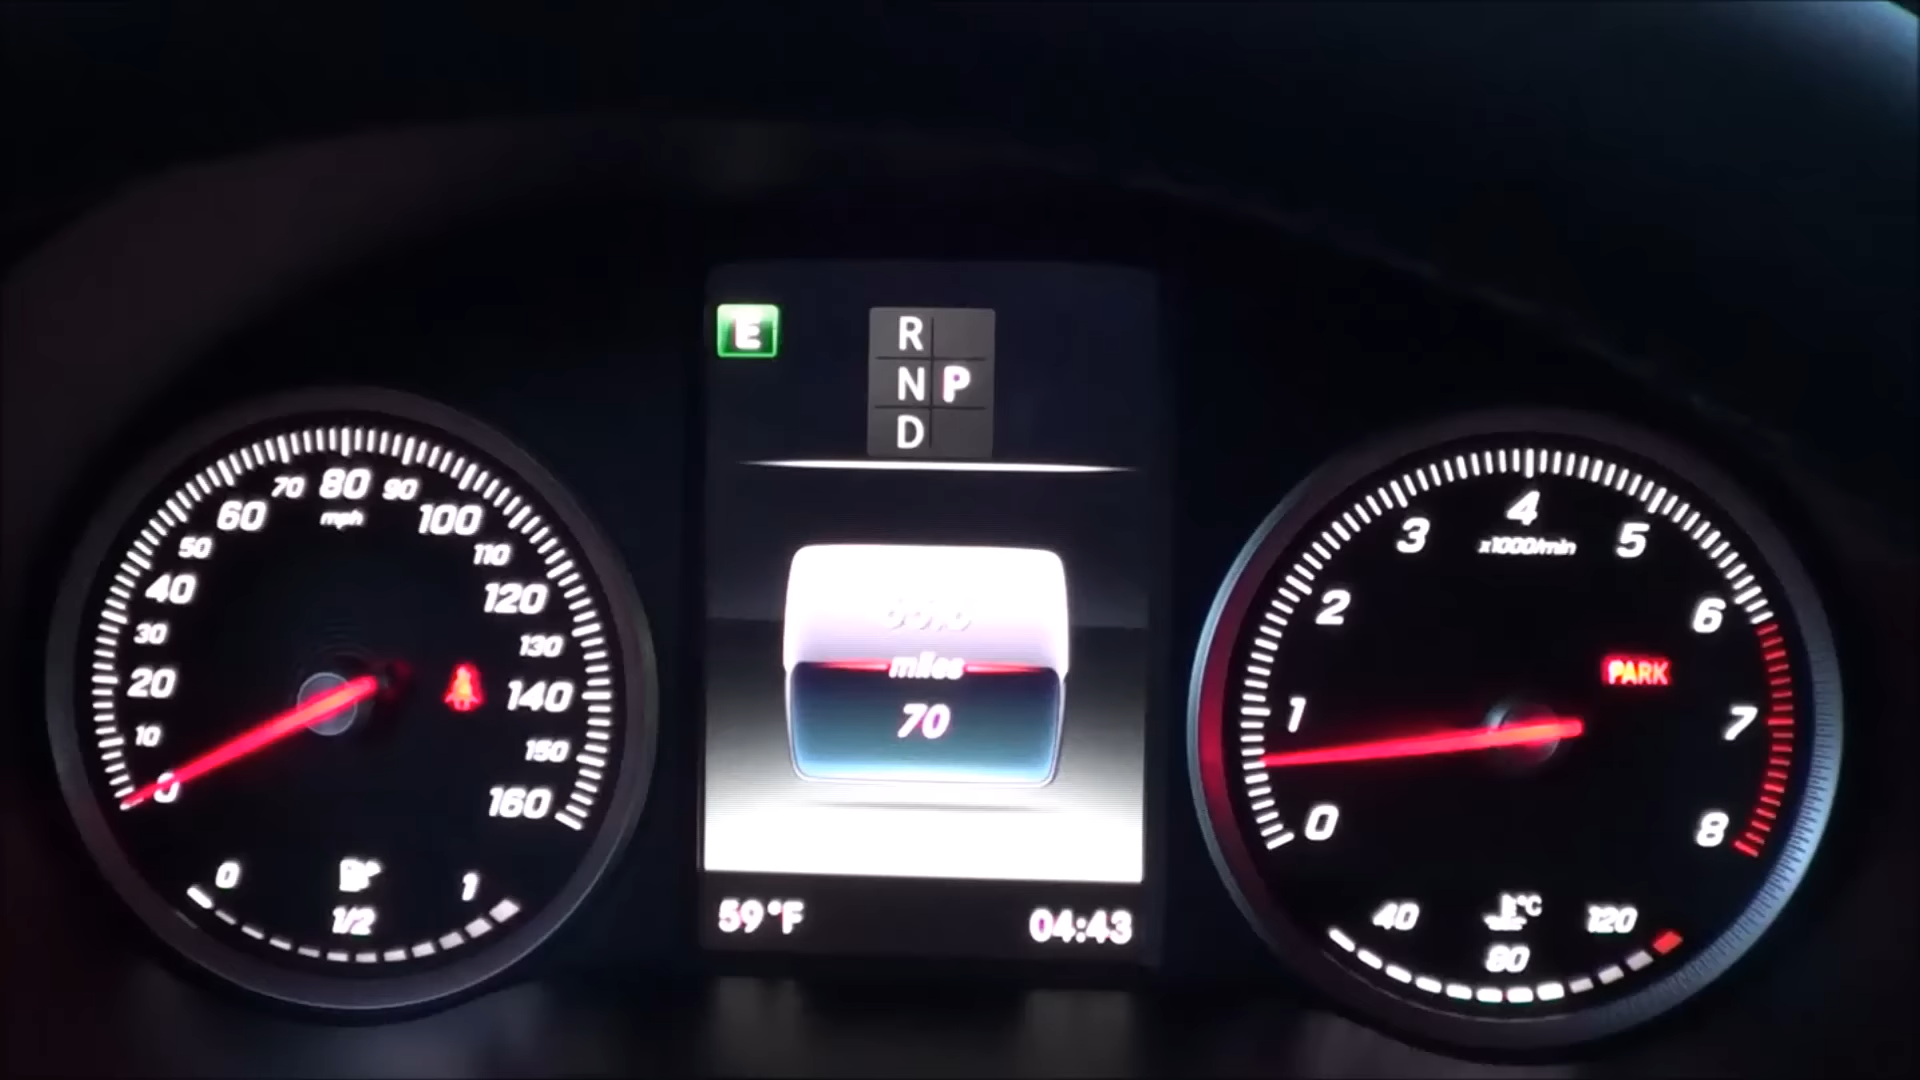 E
R
N P
D
70 80 90
60 mph 100
50 110
40 120
30 130
20 140
10 150
0 160
0 1
1/2
miles
70
59°F 04:43
4
3 5
x1000/min
2 6
PARK
1 7
0 8
°C
40 120
80